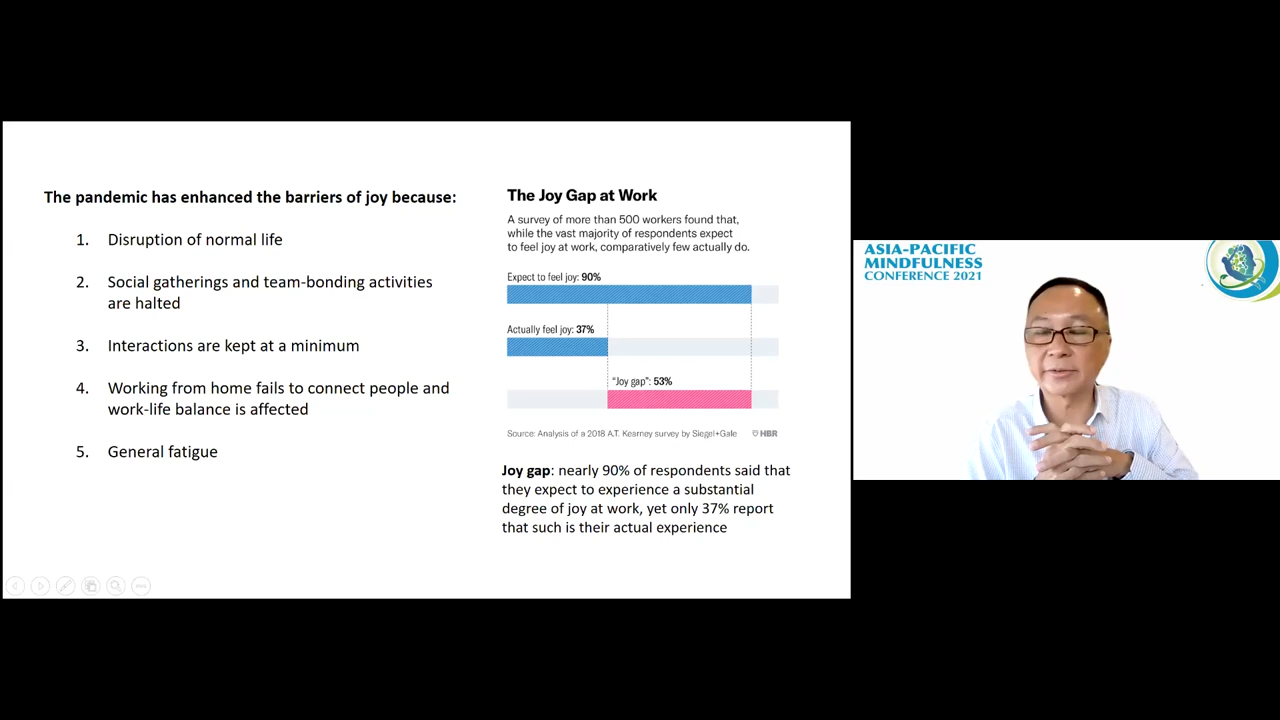 The pandemic has enhanced the barriers of joy because:
1. Disruption of normal life
2. Social gatherings and team-bonding activities
are halted
3. Interactions are kept at a minimum
4. Working from home fails to connect people and
work-life balance is affected
5. General fatigue
The Joy Gap at Work
A survey of more than 500 workers found that,
while the vast majority of respondents expect
to feel joy at work, comparatively few actually do.
Expect to feel joy: 90%
Actually feel joy: 37%
“Joy gap”: 53%
Source: Analysis of a 2018 A.T. Kearney survey by Siegel+Gale
HBR
Joy gap: nearly 90% of respondents said that
they expect to experience a substantial
degree of joy at work, yet only 37% report
that such is their actual experience
ASIA-PACIFIC
MINDFULNESS
CONFERENCE 2021